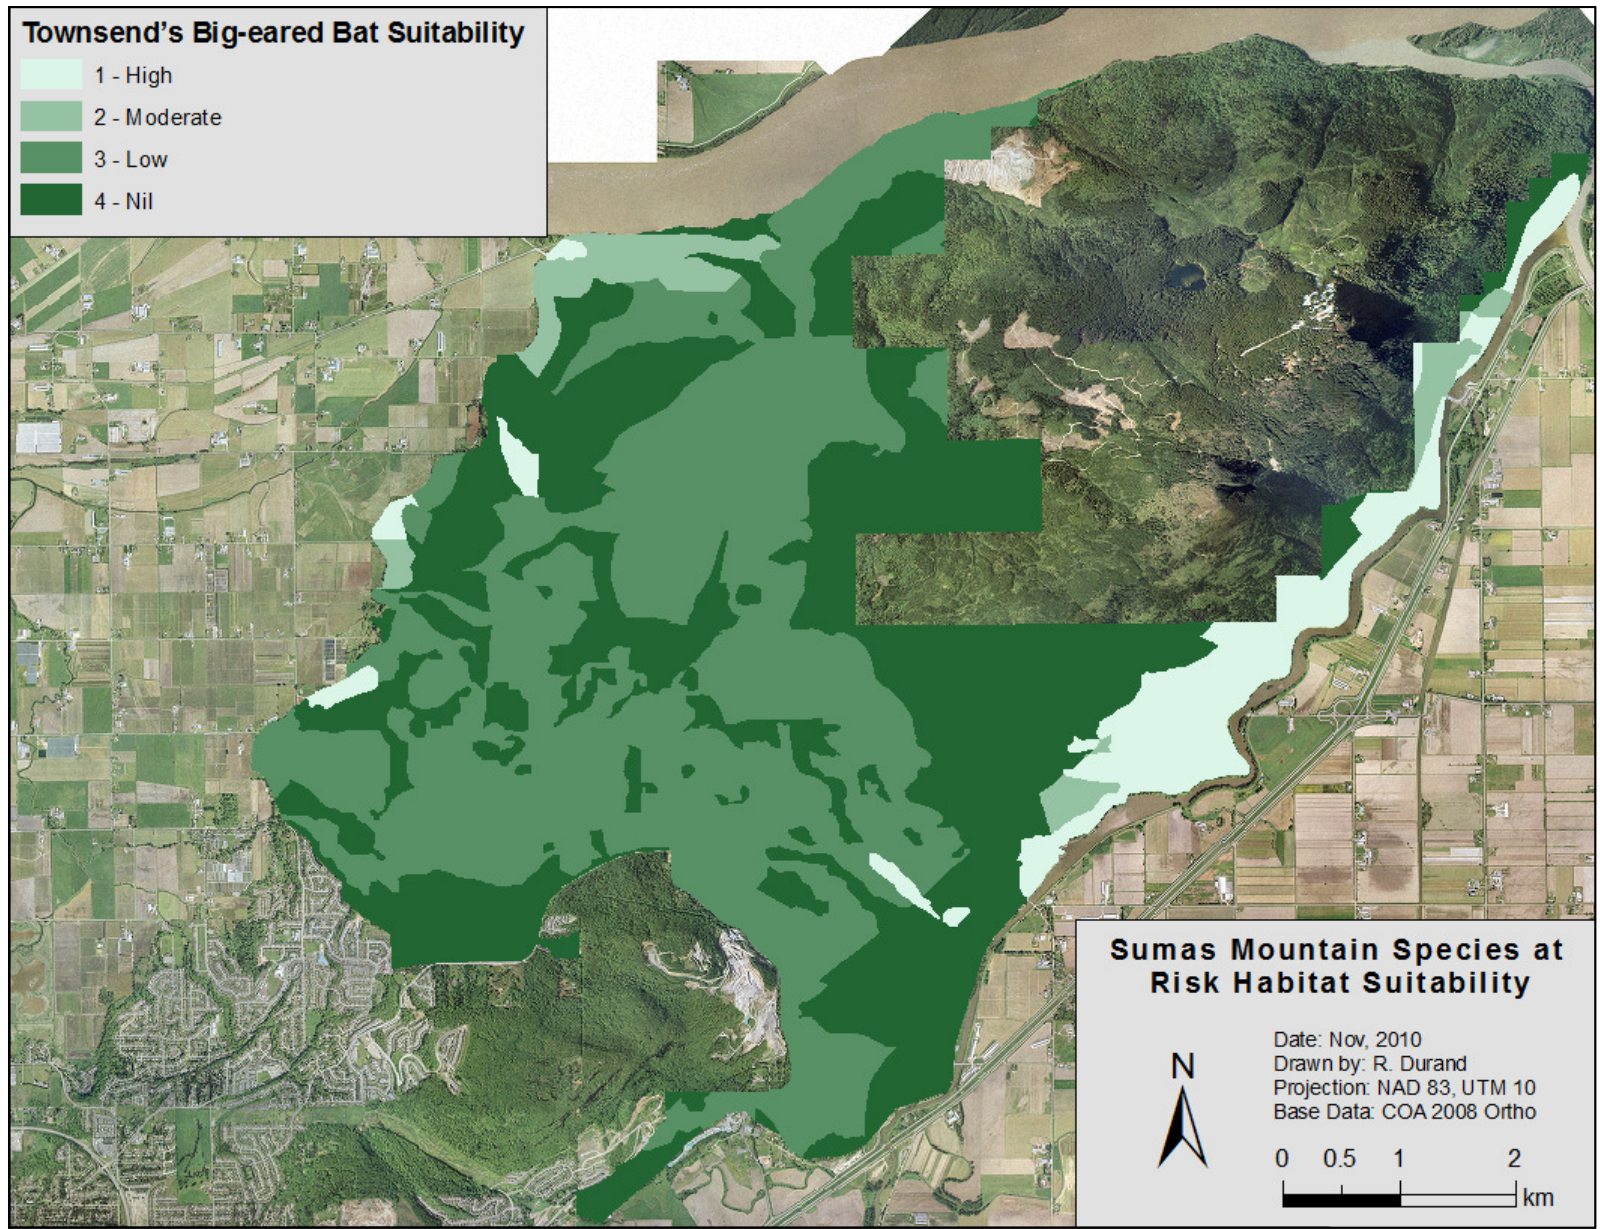 Townsend's Big-eared Bat Suitability
1 - High
2 - Moderate
3 - Low
4 - Nil
Sumas Mountain Species at
Risk Habitat Suitability
Date: Nov, 2010
Drawn by: R. Durand
Projection: NAD 83, UTM 10
Base Data: COA 2008 Ortho
N
0 0.5 1 2
km